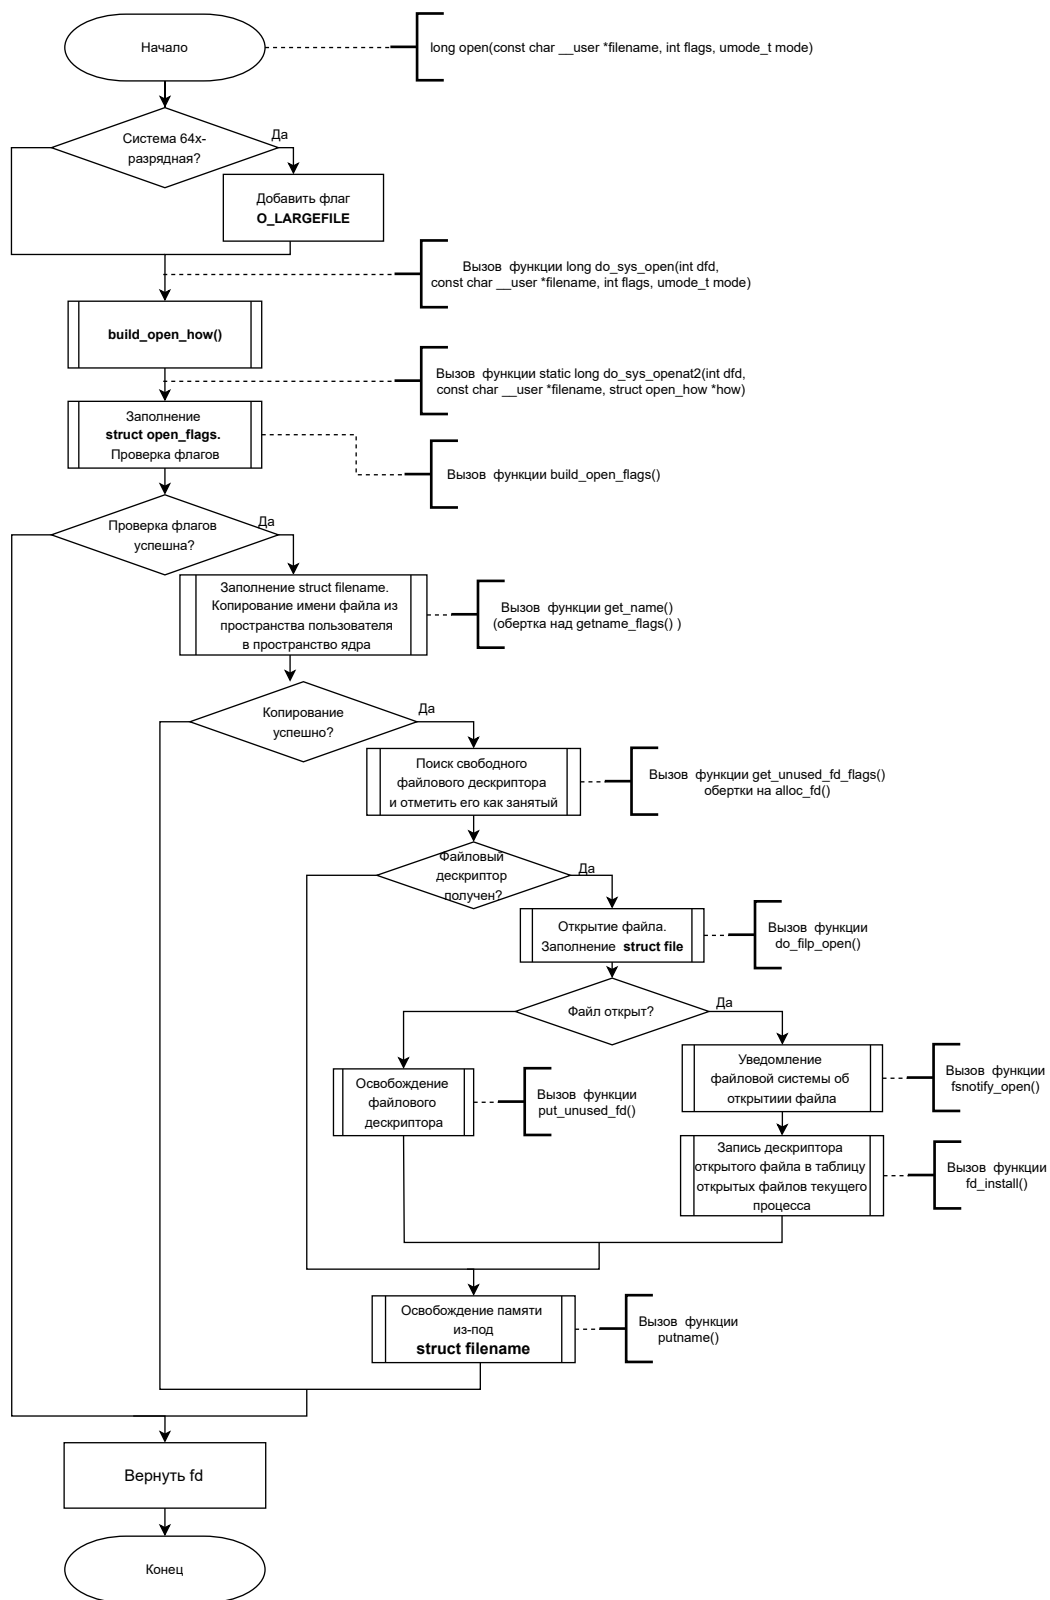 Начало
long open(const char __user *filename, int flags, umode_t mode)
Система 64х-
разрядная?
Да
Добавить флаг
O_LARGEFILE
Вызов функции long do_sys_open(int dfd,
const char __user *filename, int flags, umode_t mode)
build_open_how()
Вызов функции static long do_sys_openat2(int dfd,
const char __user *filename, struct open_how *how)
Заполнение
struct open_flags.
Проверка флагов
Вызов функции build_open_flags()
Проверка флагов
успешна?
Да
Заполнение struct filename.
Копирование имени файла из
пространства пользователя
в пространство ядра
Вызов функции get_name()
(обертка над getname_flags() )
Копирование
успешно?
Да
Поиск свободного
файлового дескриптора
и отметить его как занятый
Вызов функции get_unused_fd_flags()
обертки на alloc_fd()
Файловый
дескриптор
получен?
Да
Открытие файла.
Заполнение struct file
Вызов функции
do_filp_open()
Файл открыт?
Да
Освобождение
файлового
дескриптора
Вызов функции
put_unused_fd()
Уведомление
файловой системы об
открытиии файла
Вызов функции
fsnotify_open()
Запись дескриптора
открытого файла в таблицу
открытых файлов текущего
процесса
Вызов функции
fd_install()
Освобождение памяти
из-под
struct filename
Вызов функции
putname()
Вернуть fd
Конец